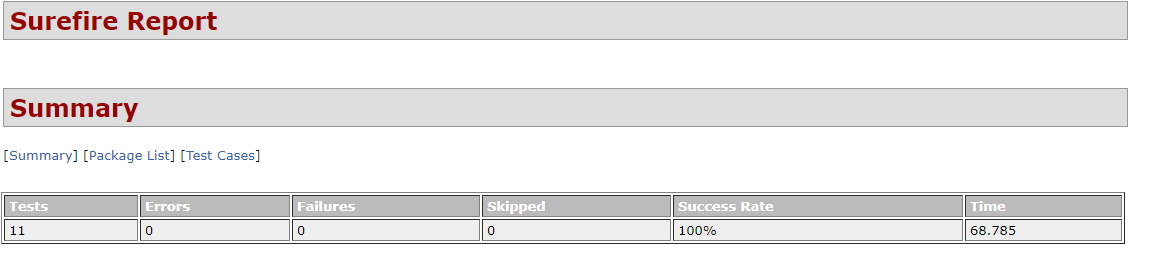 Surefire Report
Summary
[Summary] [Package List] [Test Cases]
Tests Errors Failures Skipped Success Rate Time
11 0 0 0 100% 68.785